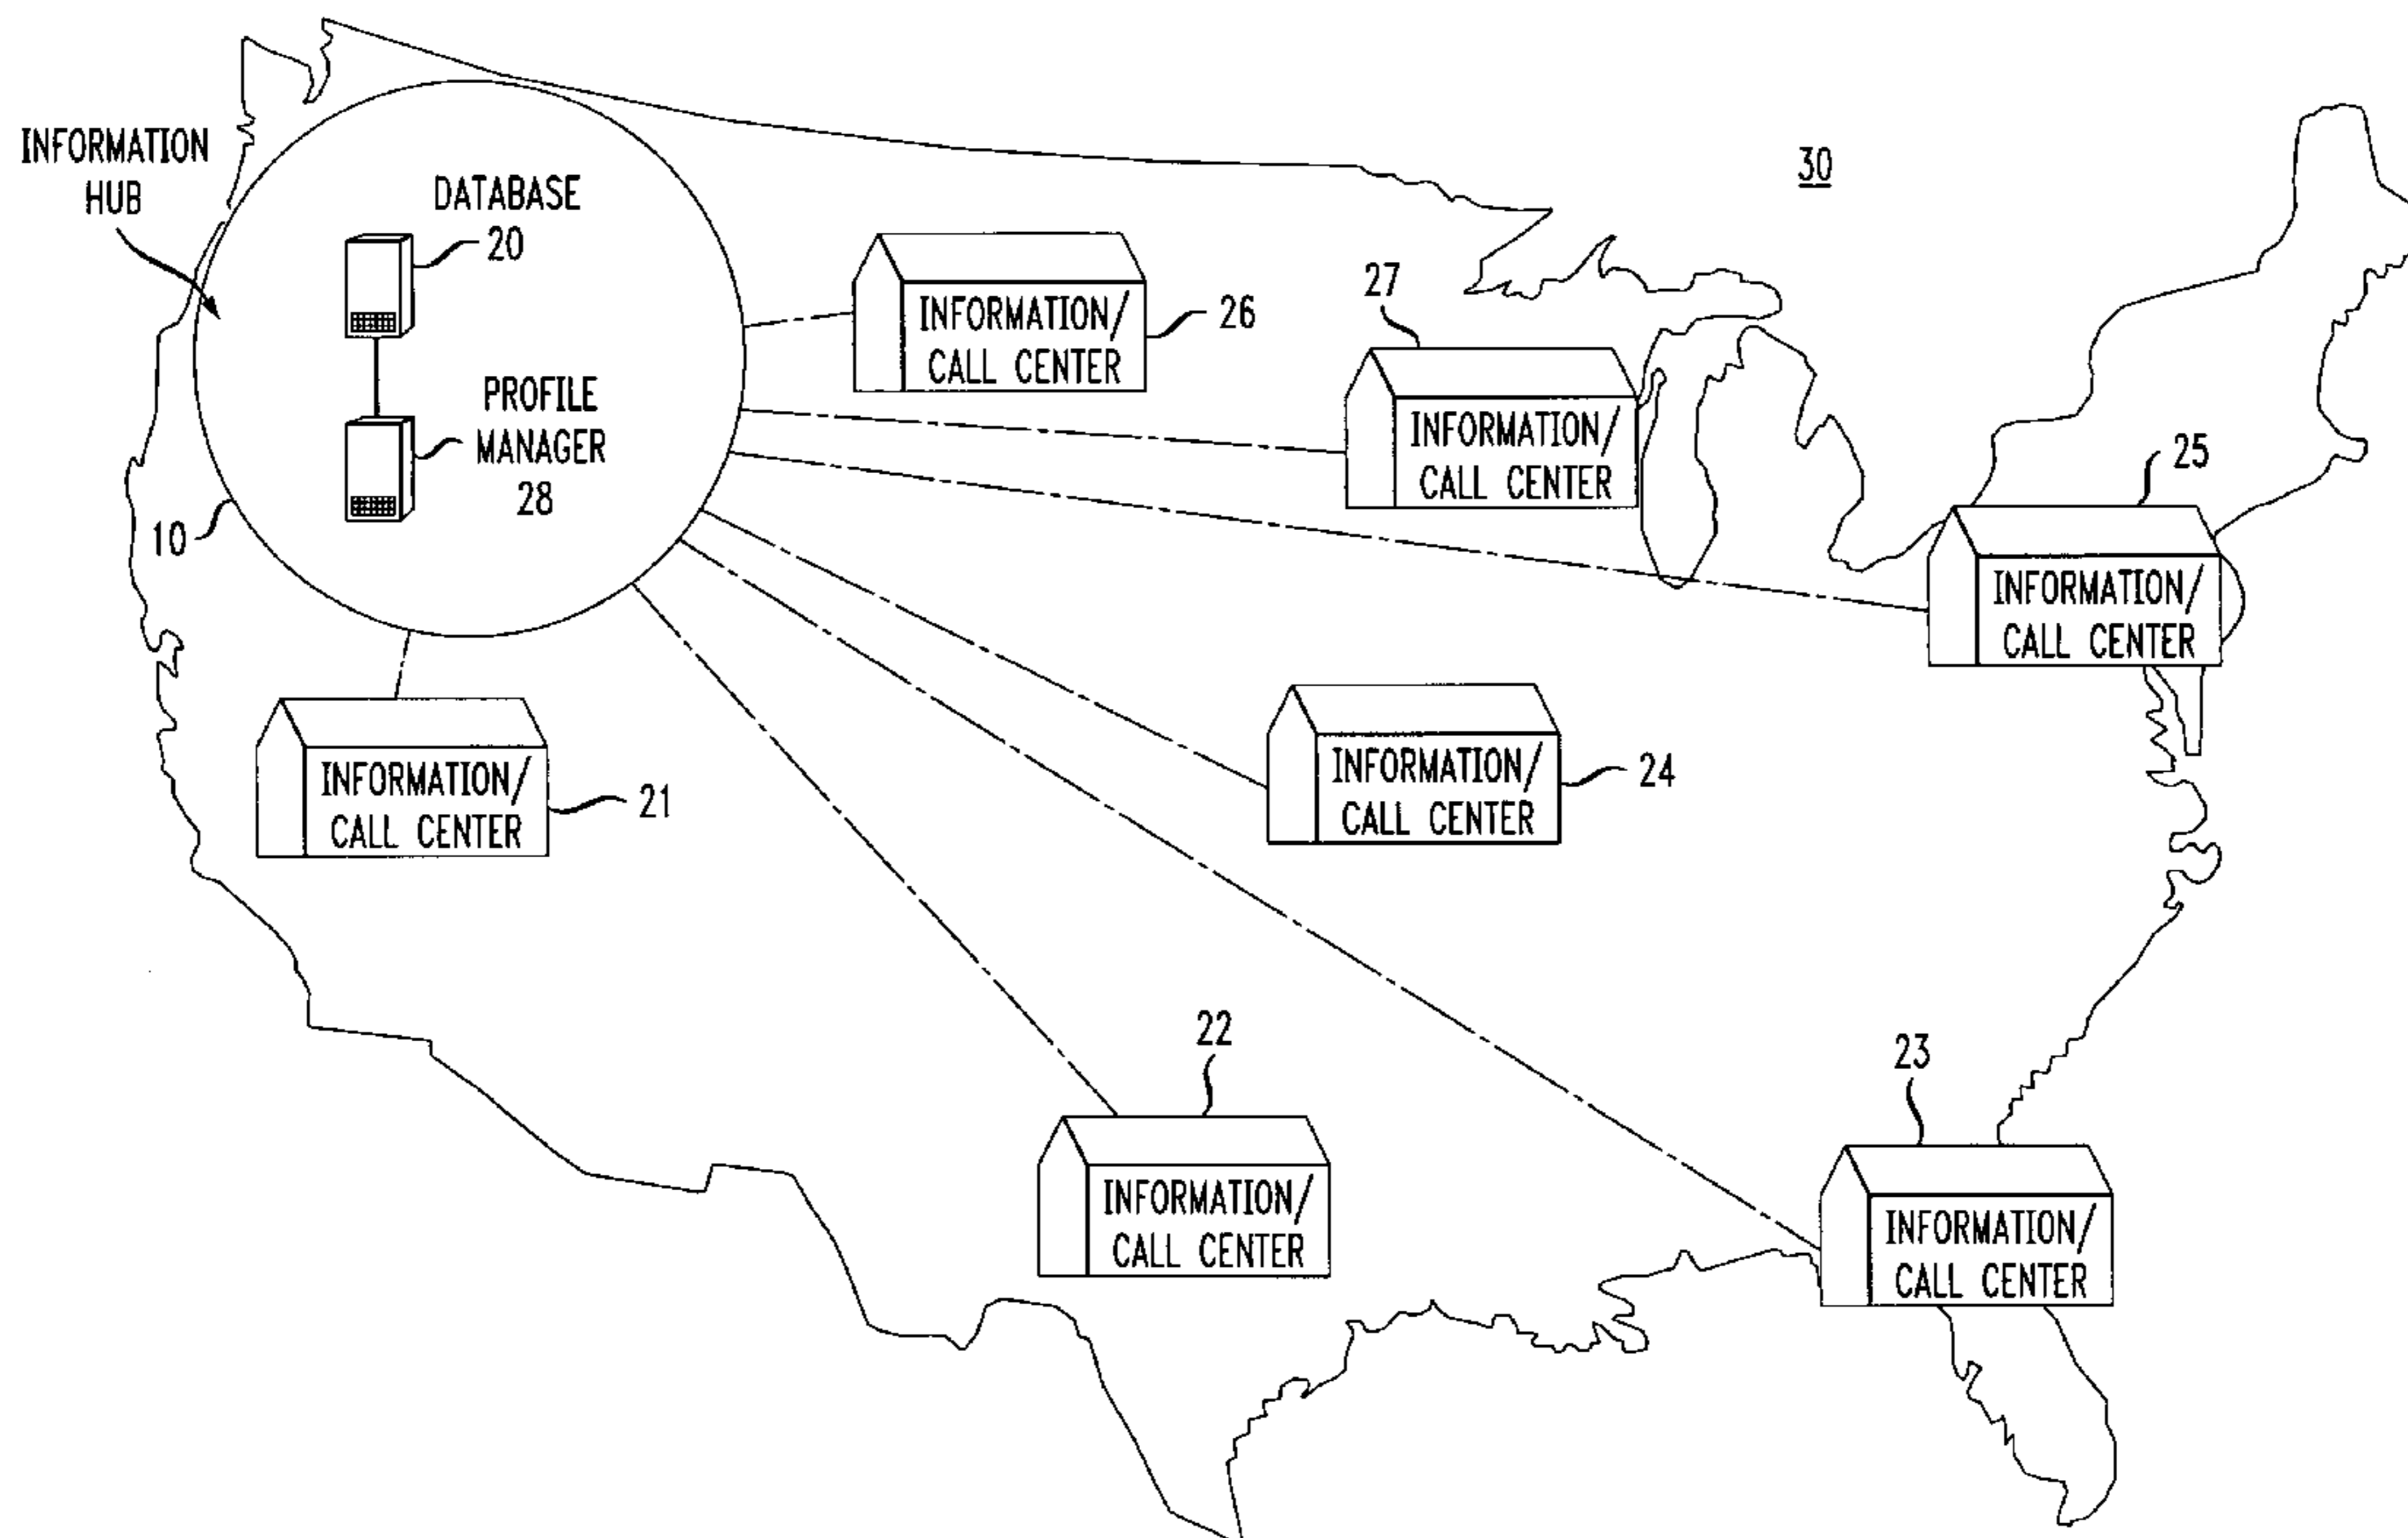 INFORMATION
HUB
DATABASE
20
PROFILE
MANAGER
28
10
30
INFORMATION/
CALL CENTER
26
27
INFORMATION/
CALL CENTER
25
INFORMATION/
CALL CENTER
INFORMATION/
CALL CENTER
21
INFORMATION/
CALL CENTER
24
22
INFORMATION/
CALL CENTER
23
INFORMATION/
CALL CENTER